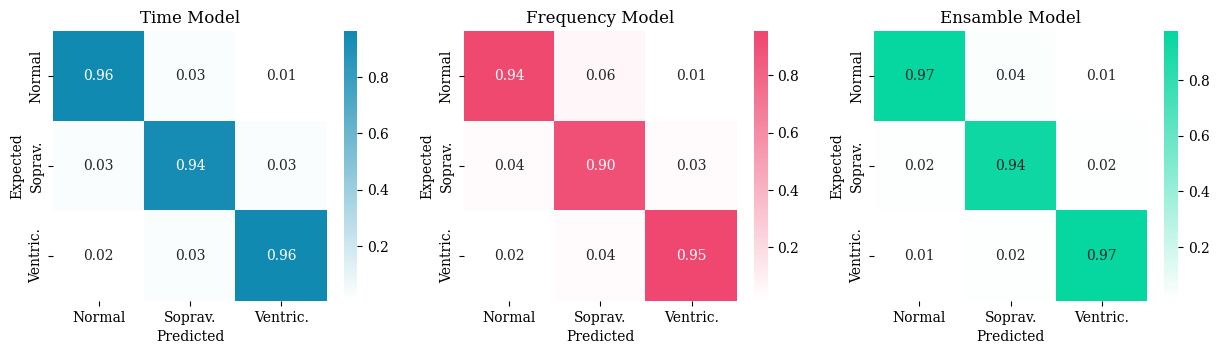 Time Model
Normal
Soprav.
Ventric.
Expected
0.96 0.03 0.01
0.03 0.94 0.03
0.02 0.03 0.96
Normal Soprav. Ventric.
Predicted
0.8
0.6
0.4
0.2
Frequency Model
Normal
Soprav.
Ventric.
Expected
0.94 0.06 0.01
0.04 0.90 0.03
0.02 0.04 0.95
Normal Soprav. Ventric.
Predicted
0.8
0.6
0.4
0.2
Ensamble Model
Normal
Soprav.
Ventric.
Expected
0.97 0.04 0.01
0.02 0.94 0.02
0.01 0.02 0.97
Normal Soprav. Ventric.
Predicted
0.8
0.6
0.4
0.2